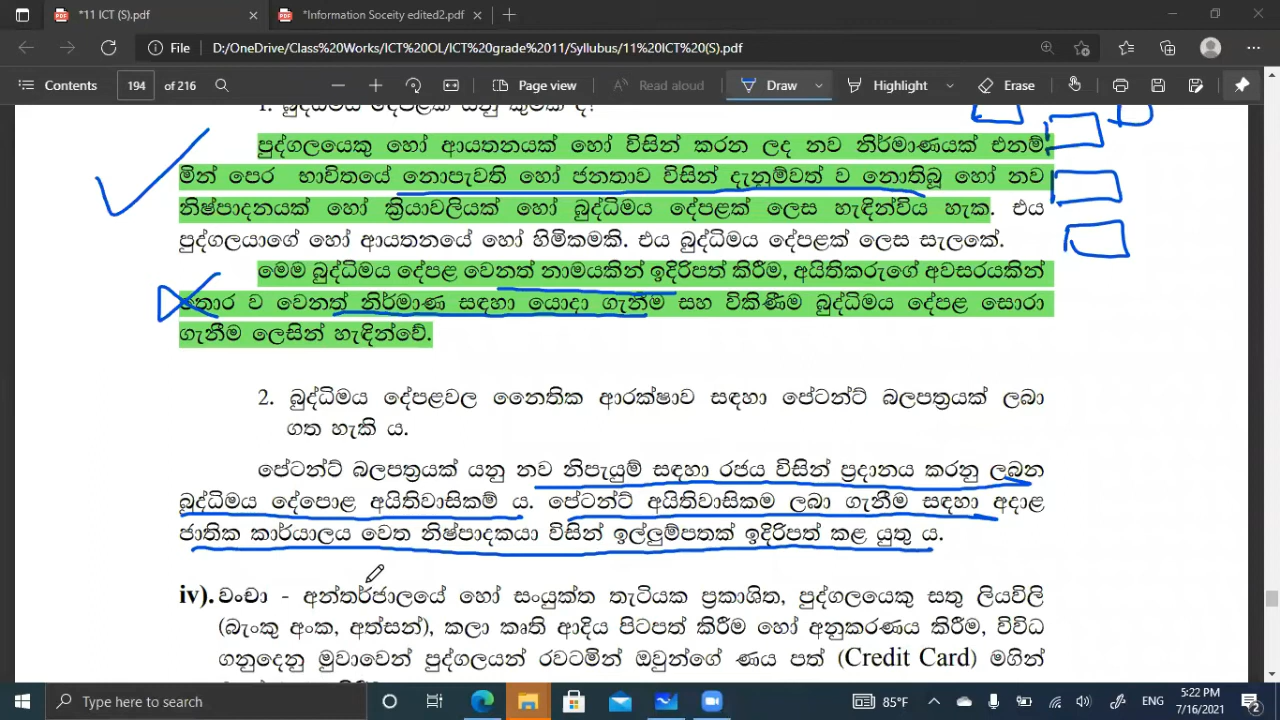 *11 ICT (S).pdf
*Information Soceity edited2.pdf
File D:/OneDrive/Class%20Works/ICT%20OL/ICT%20grade%2011/Syllubus/11%20ICT%20(S).pdf
Contents 194 of 216 Page view Read aloud Draw Highlight Erase
1. බුද්ධිමය දේපළක් යනු කුමක් ද?
පුද්ගලයෙකු හෝ ආයතනයක් හෝ විසින් කරන ලද නව නිර්මාණයක් එනම්
මින් පෙර භාවිතයේ නොපැවති හෝ ජනතාව විසින් දැනුම්වත් ව නොතිබූ හෝ නව
නිෂ්පාදනයක් හෝ ක්‍රියාවලියක් හෝ බුද්ධිමය දේපළක් ලෙස හැඳින්විය හැක. එය
පුද්ගලයාගේ හෝ ආයතනයේ හෝ හිමිකමකි. එය බුද්ධිමය දේපළක් ලෙස සැලකේ.
මෙම බුද්ධිමය දේපළ වෙනත් නාමයකින් ඉදිරිපත් කිරීම, අයිතිකරුගේ අවසරයකින්
තොර ව වෙනත් නිර්මාණ සඳහා යොදා ගැනීම සහ විකිණීම බුද්ධිමය දේපළ සොරා
ගැනීම ලෙසින් හැඳින්වේ.
2. බුද්ධිමය දේපළවල නෛතික ආරක්ෂාව සඳහා පේටන්ට් බලපත්‍රයක් ලබා
ගත හැකි ය.
පේටන්ට් බලපත්‍රයක් යනු නව නිපැයුම් සඳහා රජය විසින් ප්‍රදානය කරනු ලබන
බුද්ධිමය දේපොළ අයිතිවාසිකම් ය. පේටන්ට් අයිතිවාසිකම ලබා ගැනීම සඳහා අදාළ
ජාතික කාර්යාලය වෙත නිෂ්පාදකයා විසින් ඉල්ලුම්පතක් ඉදිරිපත් කළ යුතු ය.
iv). වංචා - අන්තර්ජාලයේ හෝ සංයුක්ත තැටියක ප්‍රකාශිත, පුද්ගලයෙකු සතු ලියවිලි
(බැංකු අංක, අත්සන්), කලා කෘති ආදිය පිටපත් කිරීම හෝ අනුකරණය කිරීම, විවිධ
ගනුදෙනු මුවාවෙන් පුද්ගලයන් රවටමින් ඔවුන්ගේ ණය පත් (Credit Card) මගින්
Type here to search
85°F ENG 5:22 PM
7/16/2021
2